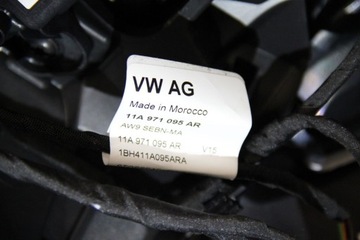 VW AG
Made in Morocco
11A 971 095 AR
AW9 SEBN-MA
11A 971 095 AR V15
1BH411A095ARA